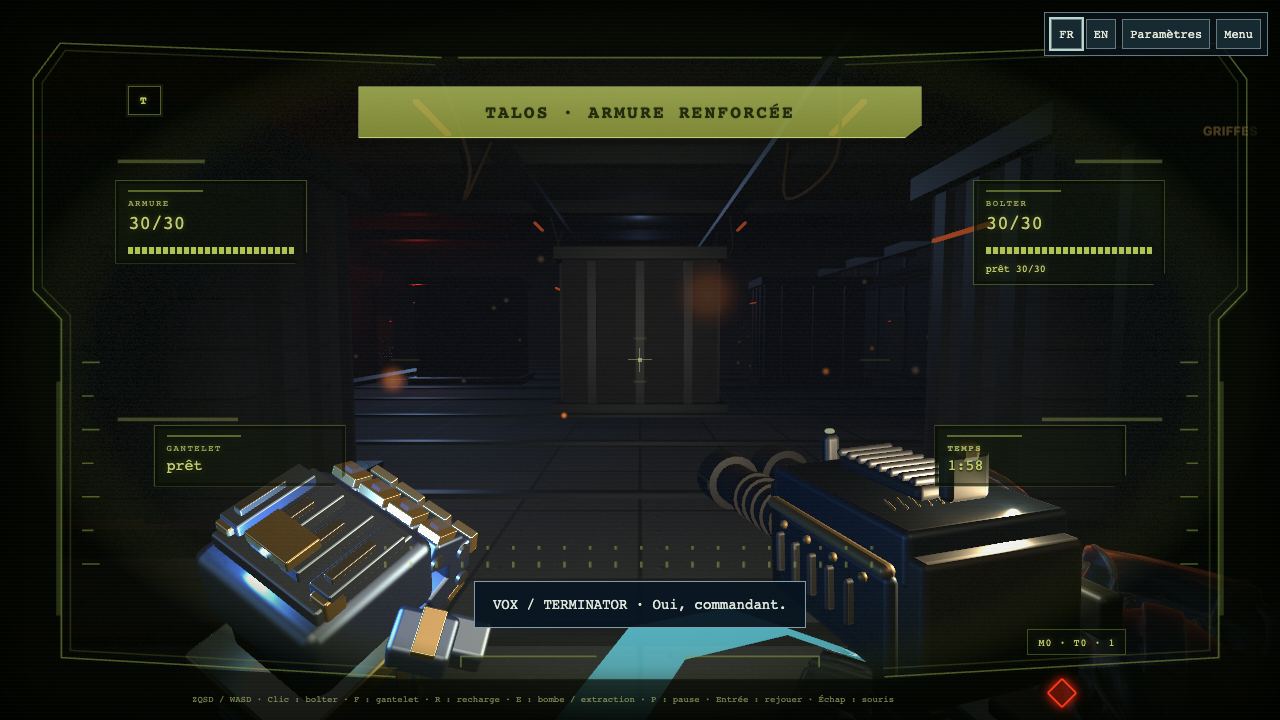 FR EN Paramètres Menu
T
TALOS · ARMURE RENFORCÉE
GRIFFES
ARMURE
30/30
BOLTER
30/30
prêt 30/30
GANTELET
prêt
TEMPS
1:58
VOX / TERMINATOR · Oui, commandant.
M0 · T0 · 1
ZQSD / WASD · Clic : bolter · F : gantelet · R : recharge · E : bombe / extraction · P : pause · Entrée : rejouer · Échap : souris